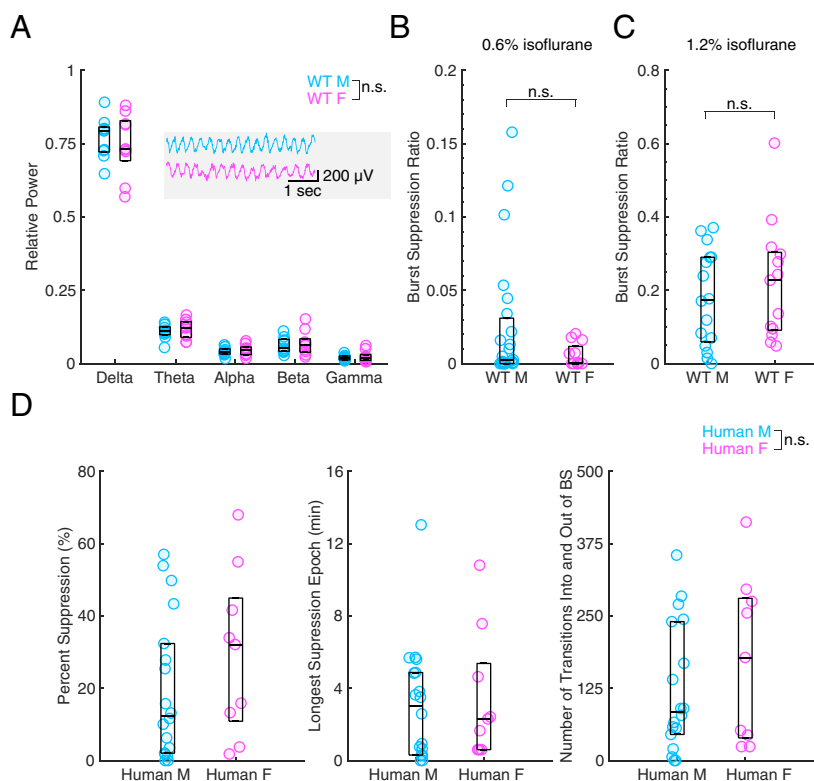 A
B
C
0.6% isoflurane
1.2% isoflurane
WT M
WT F
n.s.
Relative Power
1
0.75
0.5
0.25
0
200 µV
1 sec
Delta Theta Alpha Beta Gamma
Burst Suppression Ratio
0.2
0.15
0.1
0.05
0
n.s.
WT M WT F
Burst Suppression Ratio
0.8
0.6
0.4
0.2
0
n.s.
WT M WT F
D
Human M
Human F
n.s.
Percent Suppression (%)
80
60
40
20
0
Human M Human F
Longest Supression Epoch (min)
16
12
8
4
0
Human M Human F
Number of Transitions Into and Out of BS
500
375
250
125
0
Human M Human F